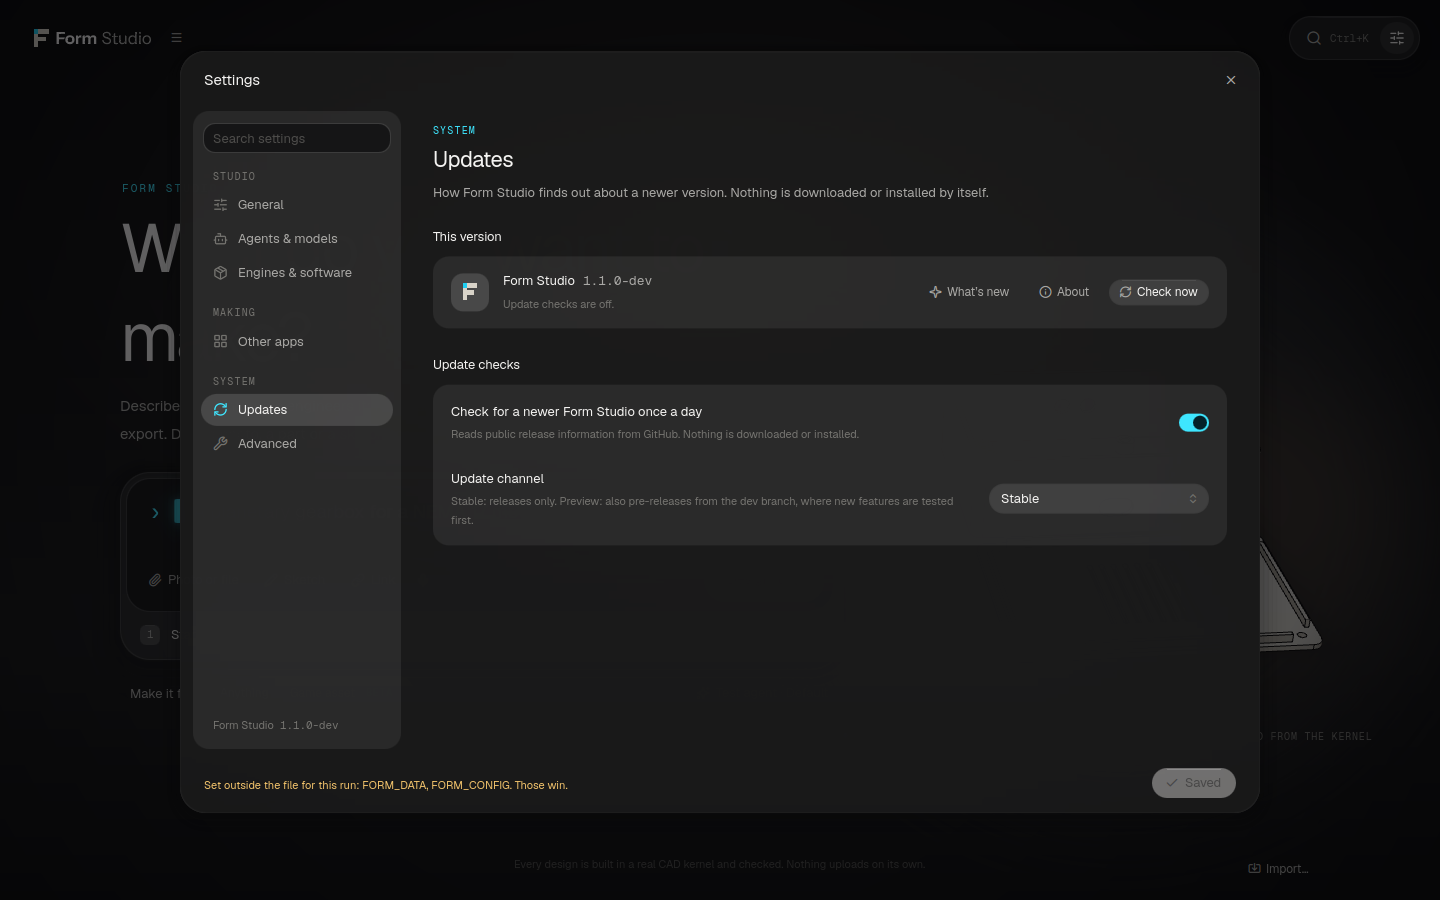 Form Studio
Ctrl+K
Settings
Search settings
STUDIO
General
Agents & models
Engines & software
MAKING
Other apps
SYSTEM
Updates
Advanced
Form Studio 1.1.0-dev
SYSTEM
Updates
How Form Studio finds out about a newer version. Nothing is downloaded or installed by itself.
This version
Form Studio 1.1.0-dev
Update checks are off.
What's new
About
Check now
Update checks
Check for a newer Form Studio once a day
Reads public release information from GitHub. Nothing is downloaded or installed.
Update channel
Stable: releases only. Preview: also pre-releases from the dev branch, where new features are tested
first.
Stable
Set outside the file for this run: FORM_DATA, FORM_CONFIG. Those win.
Saved
FORM ST
W
m
Describe
export. D
1
S
Make it f
FROM THE KERNEL
Every design is built in a real CAD kernel and checked. Nothing uploads on its own.
Import...